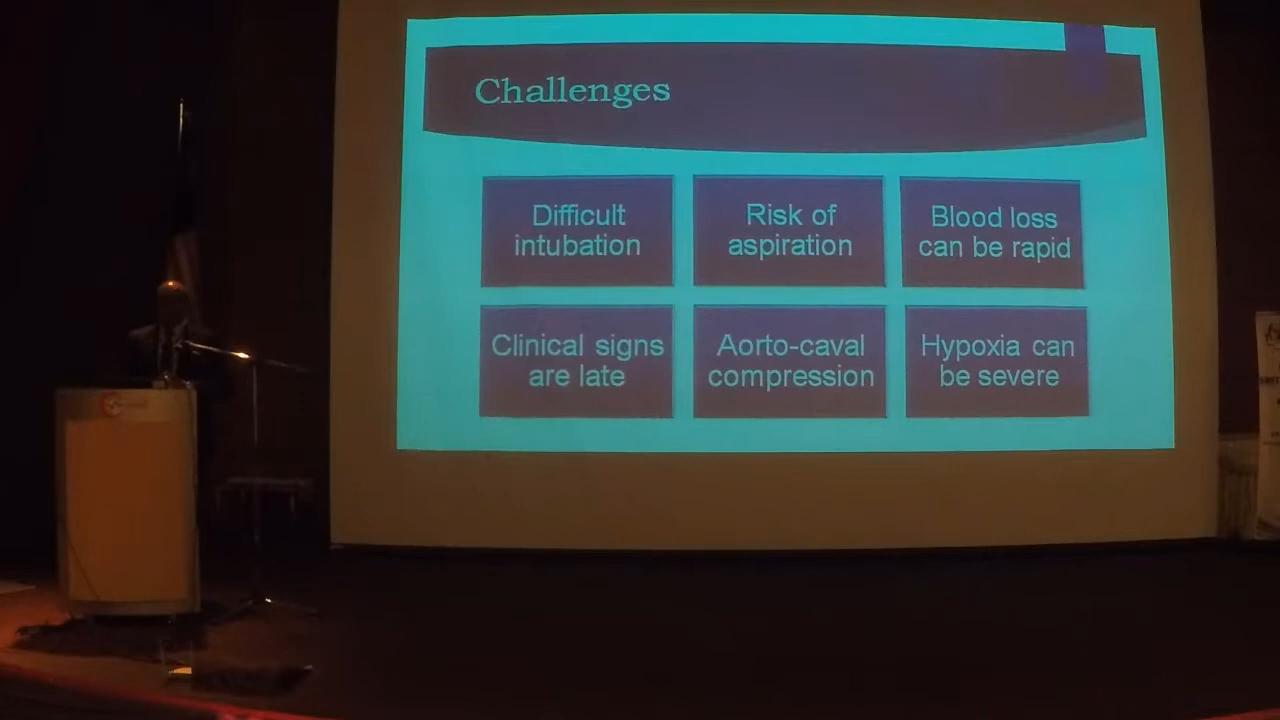 Challenges
Difficult
intubation
Risk of
aspiration
Blood loss
can be rapid
Clinical signs
are late
Aorto-caval
compression
Hypoxia can
be severe